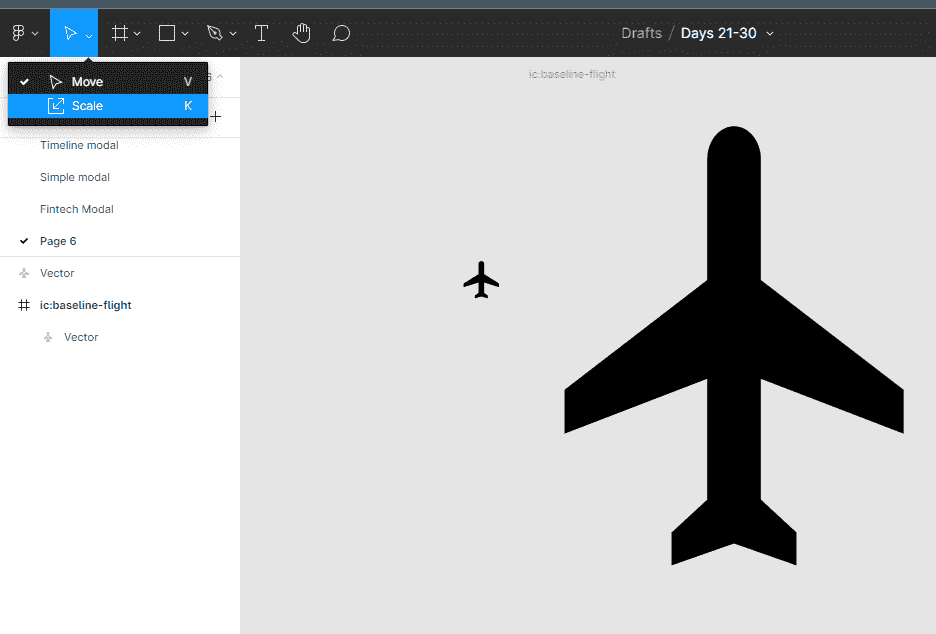 Drafts / Days 21-30
ic:baseline-flight
Move V
Scale K
6
Timeline modal
Simple modal
Fintech Modal
Page 6
Vector
ic:baseline-flight
Vector